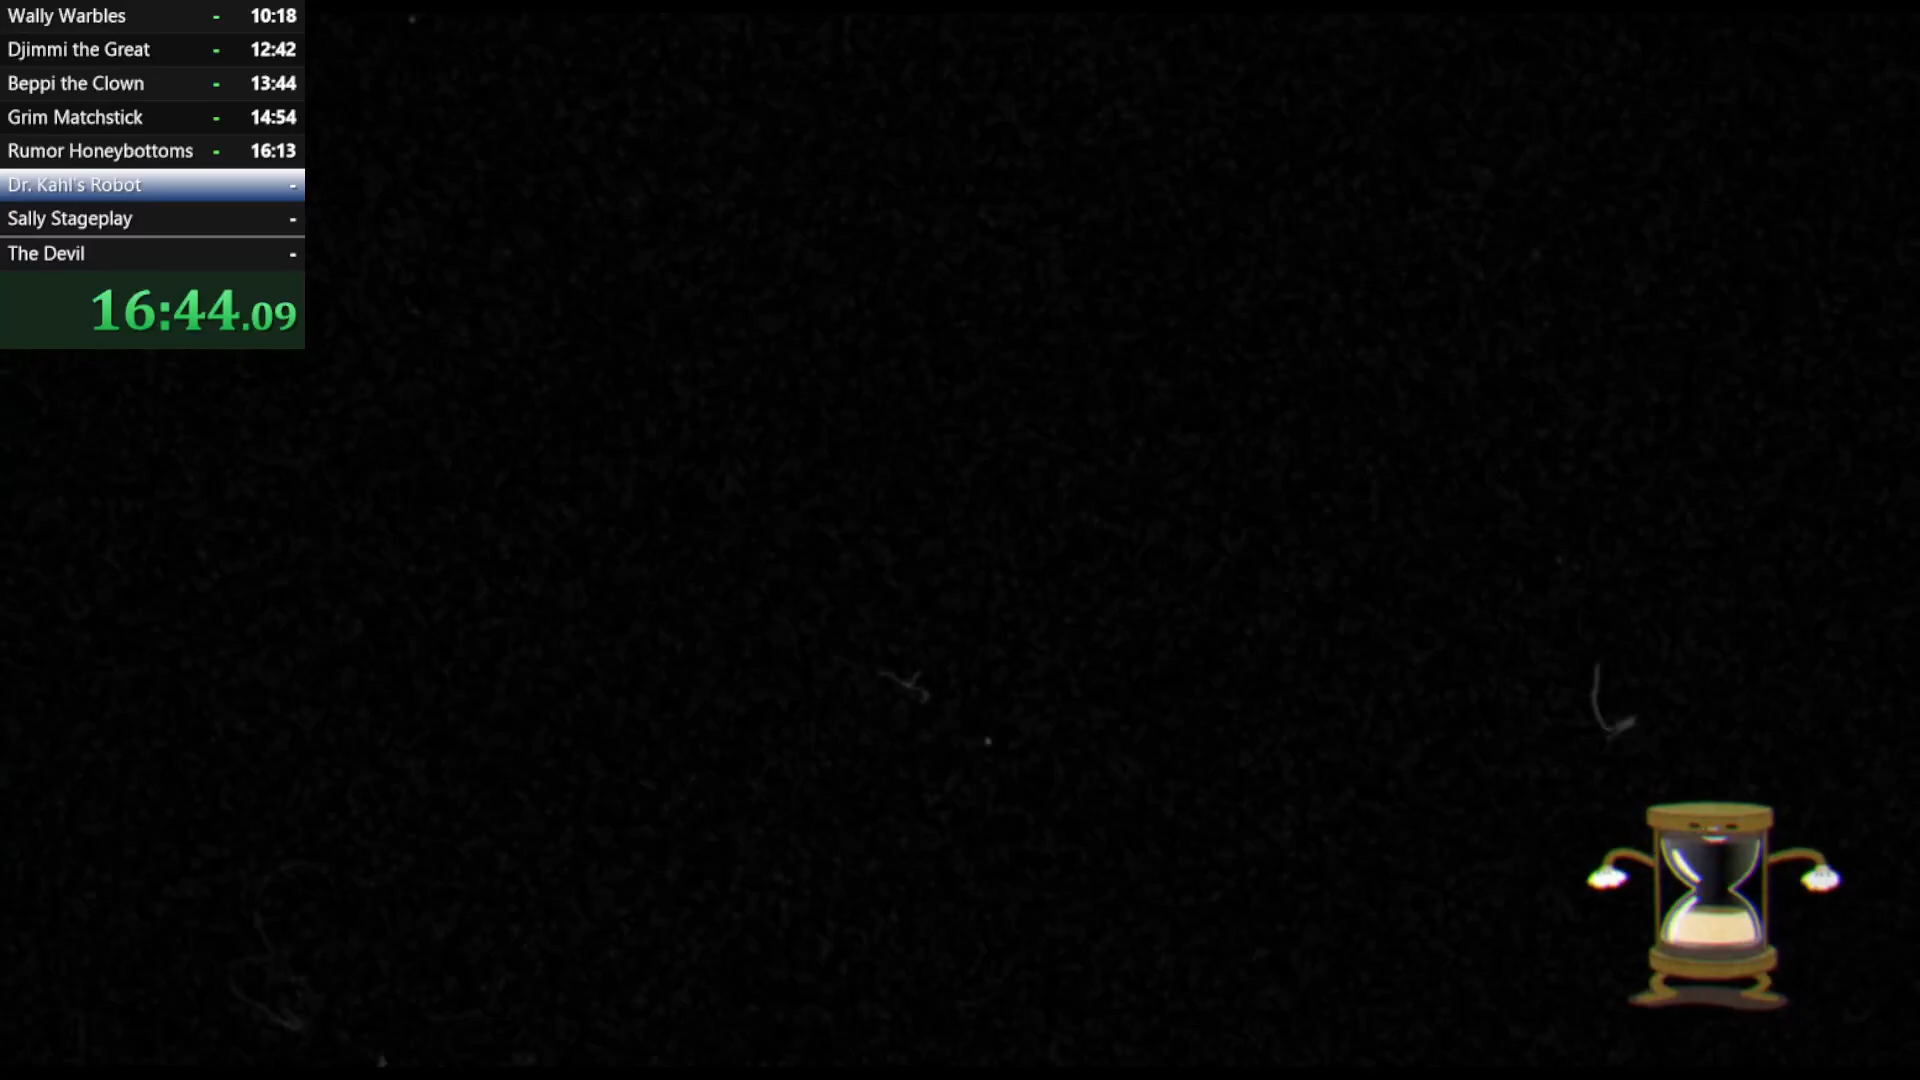 Wally Warbles - 10:18
Djimmi the Great - 12:42
Beppi the Clown - 13:44
Grim Matchstick - 14:54
Rumor Honeybottoms - 16:13
Dr. Kahl's Robot -
Sally Stageplay -
The Devil -
16:44.09